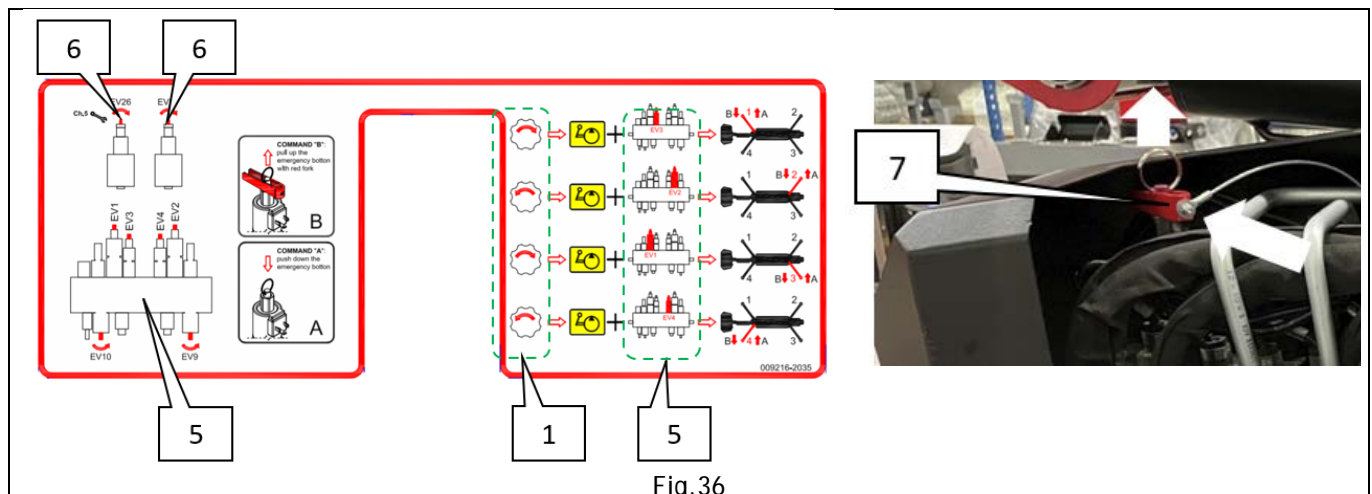 6
6
EV26
EV
Ch.5
COMMAND "B":
pull up the
emergency botton
with red fork
B
COMMAND "A":
push down the
emergency botton
A
EV1
EV3
EV4
EV2
EV10
EV9
5
EV3
B 1 A
2
4
3
EV2
1
B 2 A
4
3
EV1
1
2
4
B 3 A
EV4
1
2
B 4 A
3
009216-2035
1
5
7
Fig.36